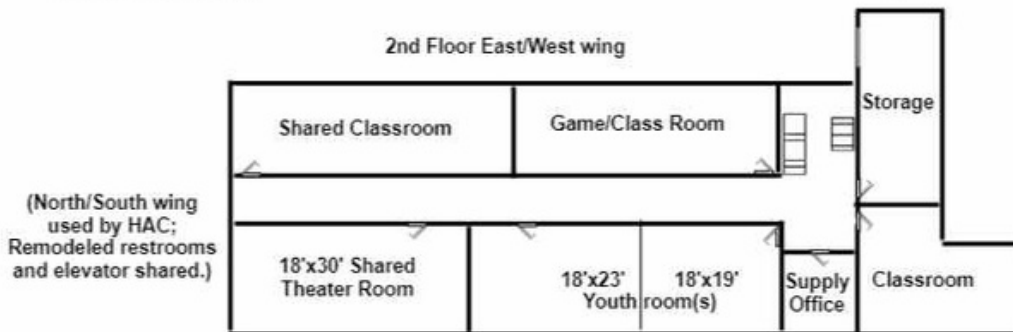 2nd Floor East/West wing
Shared Classroom
Game/Class Room
Storage
(North/South wing
used by HAC;
Remodeled restrooms
and elevator shared.)
18'x30' Shared
Theater Room
18'x23' 18'x19'
Youth room(s)
Supply
Office
Classroom